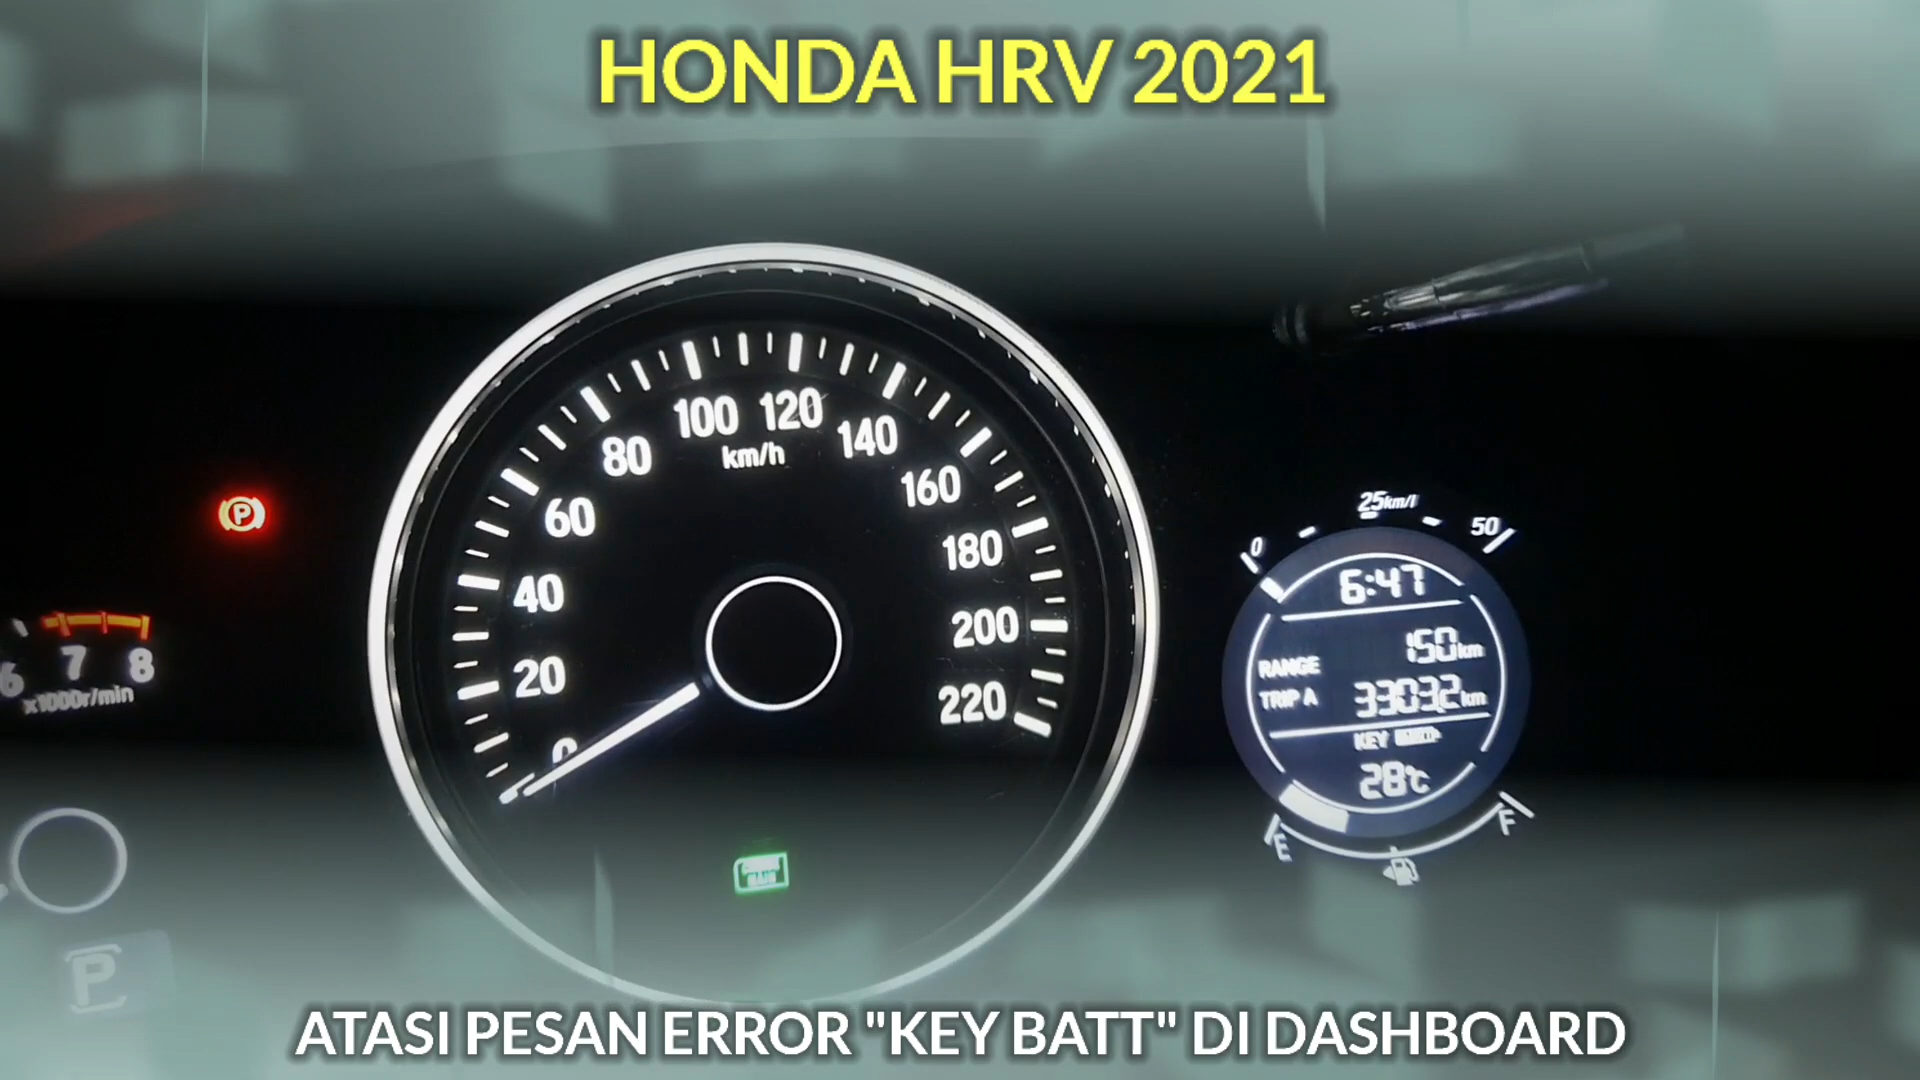 HONDA HRV 2021
100 120
80 km/h 140
60 160
40 180
20 200
0 220
P
6 7 8
x1000r/min
0 25km/l 50
6:47
RANGE 150km
TRIP A 3303.2km
KEY
28°C
E F
P
ATASI PESAN ERROR "KEY BATT" DI DASHBOARD